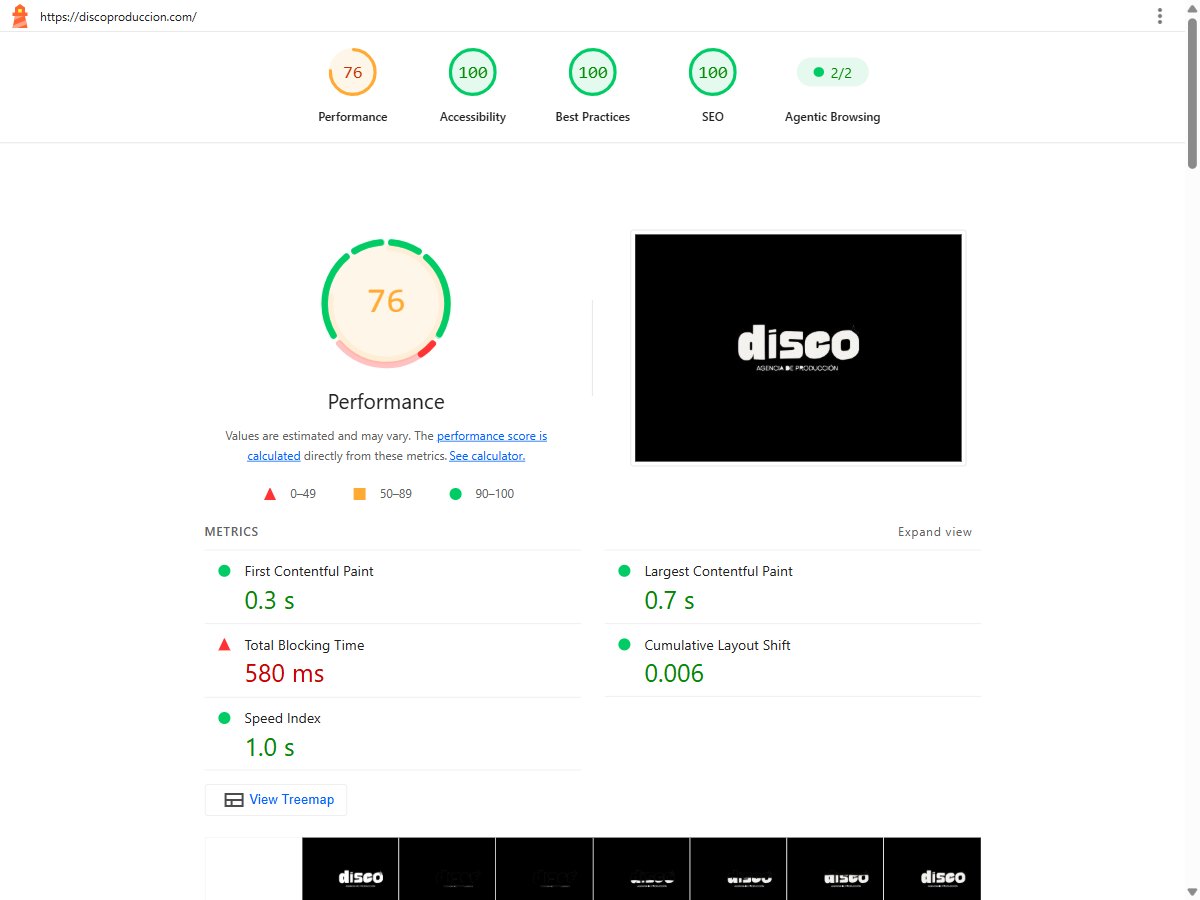 https://discoproduccion.com/
76
100
100
100
2/2
Performance
Accessibility
Best Practices
SEO
Agentic Browsing
76
Performance
Values are estimated and may vary. The performance score is
calculated directly from these metrics. See calculator.
0–49
50–89
90–100
disco
AGENCIA DE PRODUCCIÓN
METRICS
Expand view
First Contentful Paint
0.3 s
Largest Contentful Paint
0.7 s
Total Blocking Time
580 ms
Cumulative Layout Shift
0.006
Speed Index
1.0 s
View Treemap
disco
disco
disco
disco